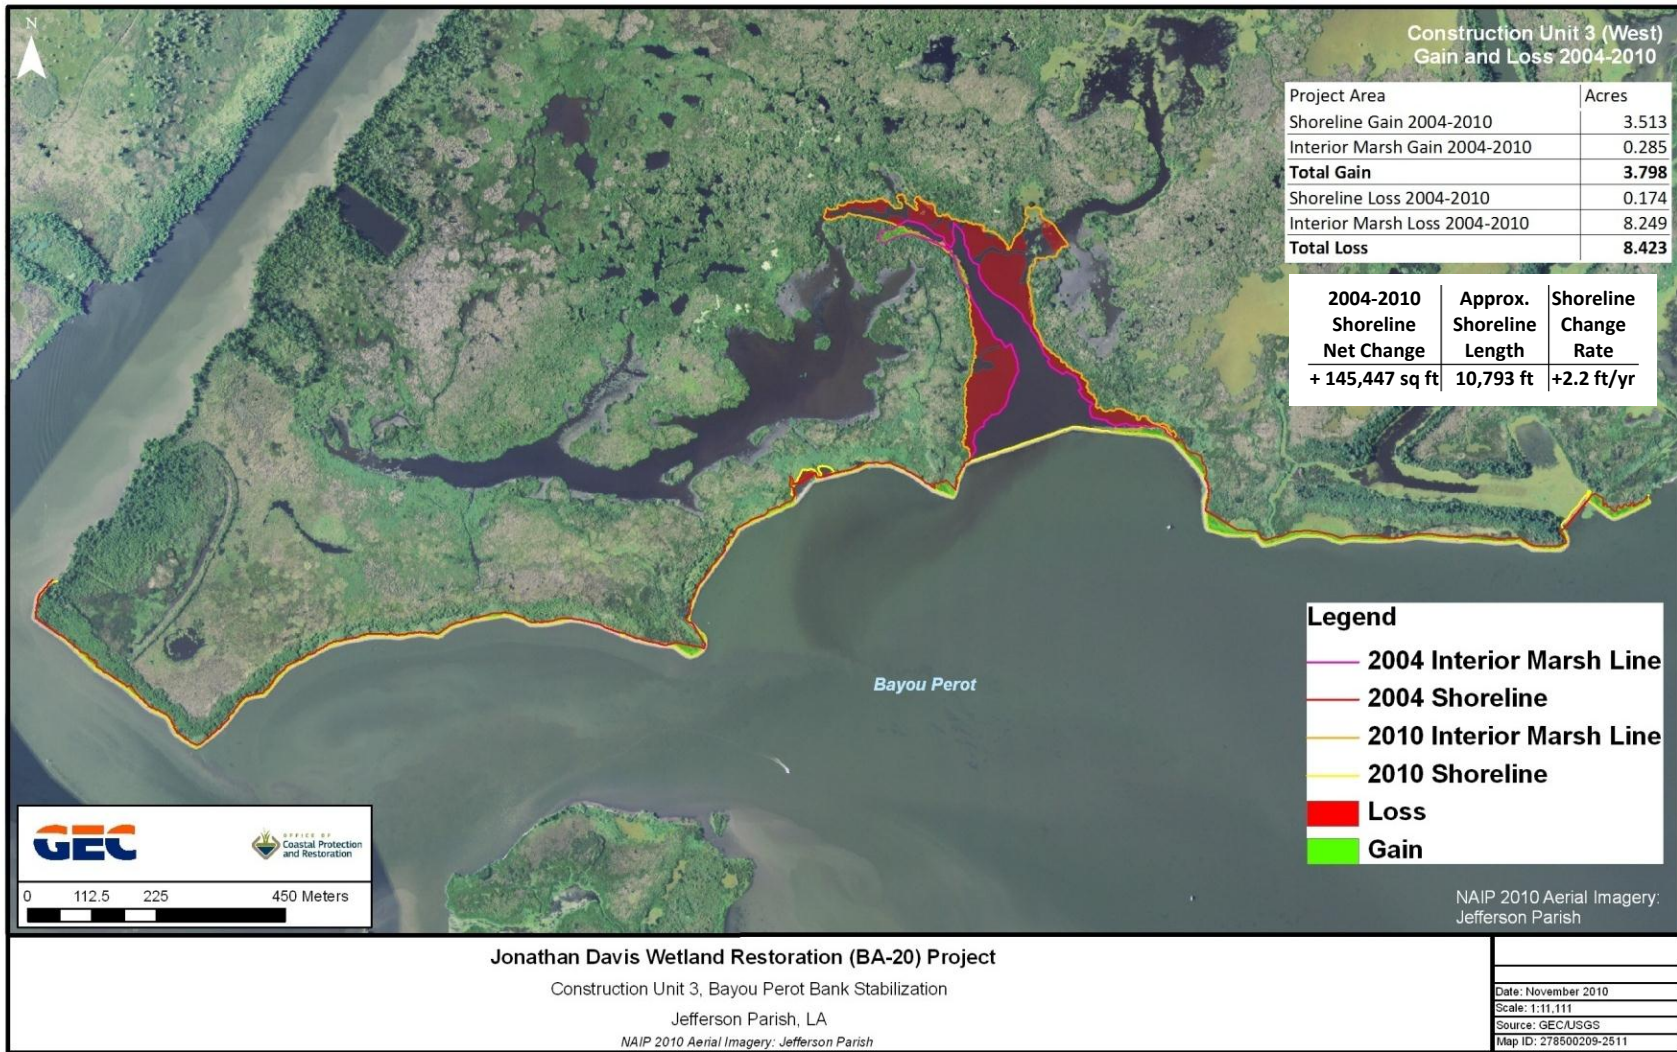 N
Construction Unit 3 (West)
Gain and Loss 2004-2010
Project Area Acres
Shoreline Gain 2004-2010 3.513
Interior Marsh Gain 2004-2010 0.285
Total Gain 3.798
Shoreline Loss 2004-2010 0.174
Interior Marsh Loss 2004-2010 8.249
Total Loss 8.423
2004-2010 Approx. Shoreline
Shoreline Shoreline Change
Net Change Length Rate
+ 145,447 sq ft 10,793 ft +2.2 ft/yr
Bayou Perot
Legend
2004 Interior Marsh Line
2004 Shoreline
2010 Interior Marsh Line
2010 Shoreline
Loss
Gain
NAIP 2010 Aerial Imagery:
Jefferson Parish
GEC
OFFICE OF
Coastal Protection
and Restoration
0 112.5 225 450 Meters
Jonathan Davis Wetland Restoration (BA-20) Project
Construction Unit 3, Bayou Perot Bank Stabilization
Jefferson Parish, LA
NAIP 2010 Aerial Imagery: Jefferson Parish
Date: November 2010
Scale: 1:11,111
Source: GEC/USGS
Map ID: 278500209-2511